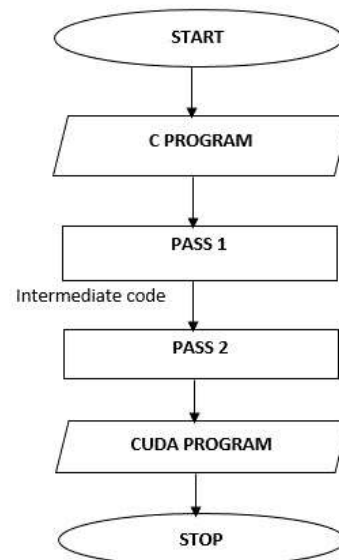 START
C PROGRAM
PASS 1
Intermediate code
PASS 2
CUDA PROGRAM
STOP